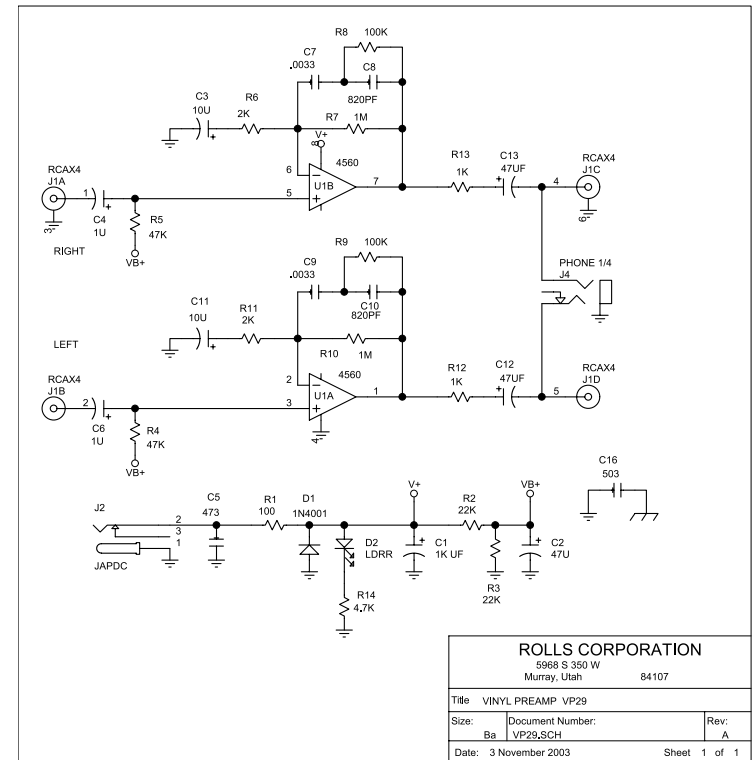 R8 100K
C7
.0033
C8
820PF
C3
10U
R6
2K
R7 1M
V+
8
6
5
4560
U1B
7
R13
1K
C13
47UF
+
4
RCAX4
J1C
6
RCAX4
J1A
1
3
C4
1U
R5
47K
VB+
RIGHT
R9 100K
C9
.0033
C10
820PF
PHONE 1/4
J4
C11
10U
R11
2K
LEFT
R10 1M
4560
2
3
U1A
1
4
R12
1K
C12
47UF
5
RCAX4
J1D
RCAX4
J1B
2
C6
1U
R4
47K
VB+
C16
503
J2
2
3
1
JAPDC
C5
473
R1
100
D1
1N4001
D2
LDRR
R14
4.7K
V+
C1
1K UF
R2
22K
VB+
C2
47U
R3
22K
ROLLS CORPORATION
5968 S 350 W
Murray, Utah 84107
Title VINYL PREAMP VP29
Size: Document Number: Rev:
Ba VP29.SCH A
Date: 3 November 2003 Sheet 1 of 1